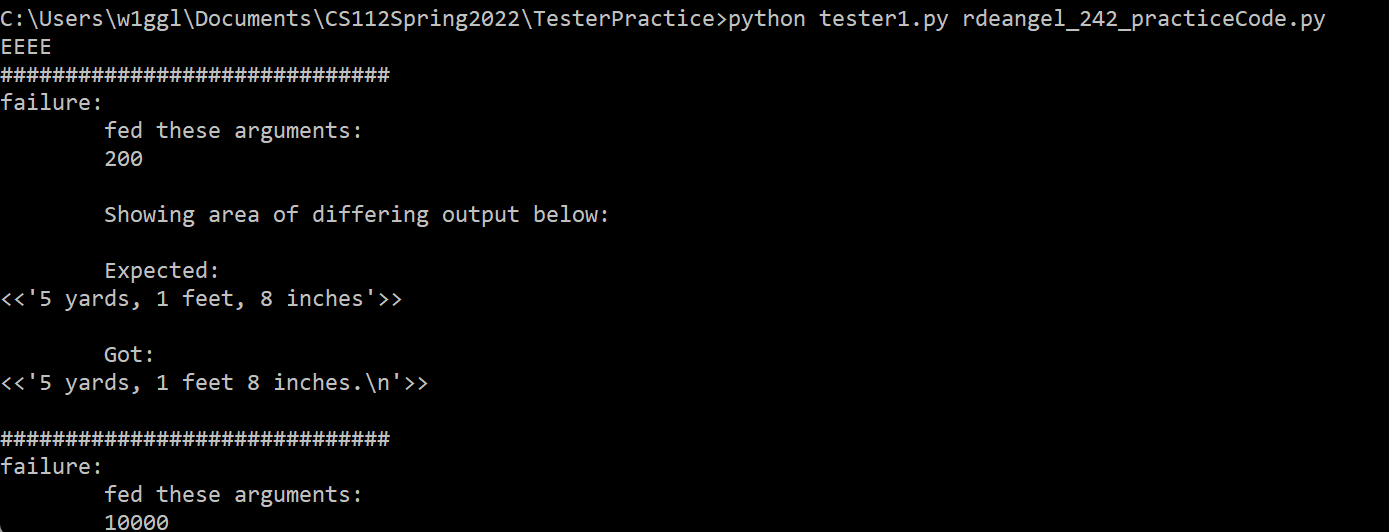 C:\Users\w1ggl\Documents\CS112Spring2022\TesterPractice>python tester1.py rdeangel_242_practiceCode.py
EEEE
##############################
failure:
fed these arguments:
200
Showing area of differing output below:
Expected:
<<'5 yards, 1 feet, 8 inches'>>
Got:
<<'5 yards, 1 feet 8 inches.\n'>>
##############################
failure:
fed these arguments:
10000